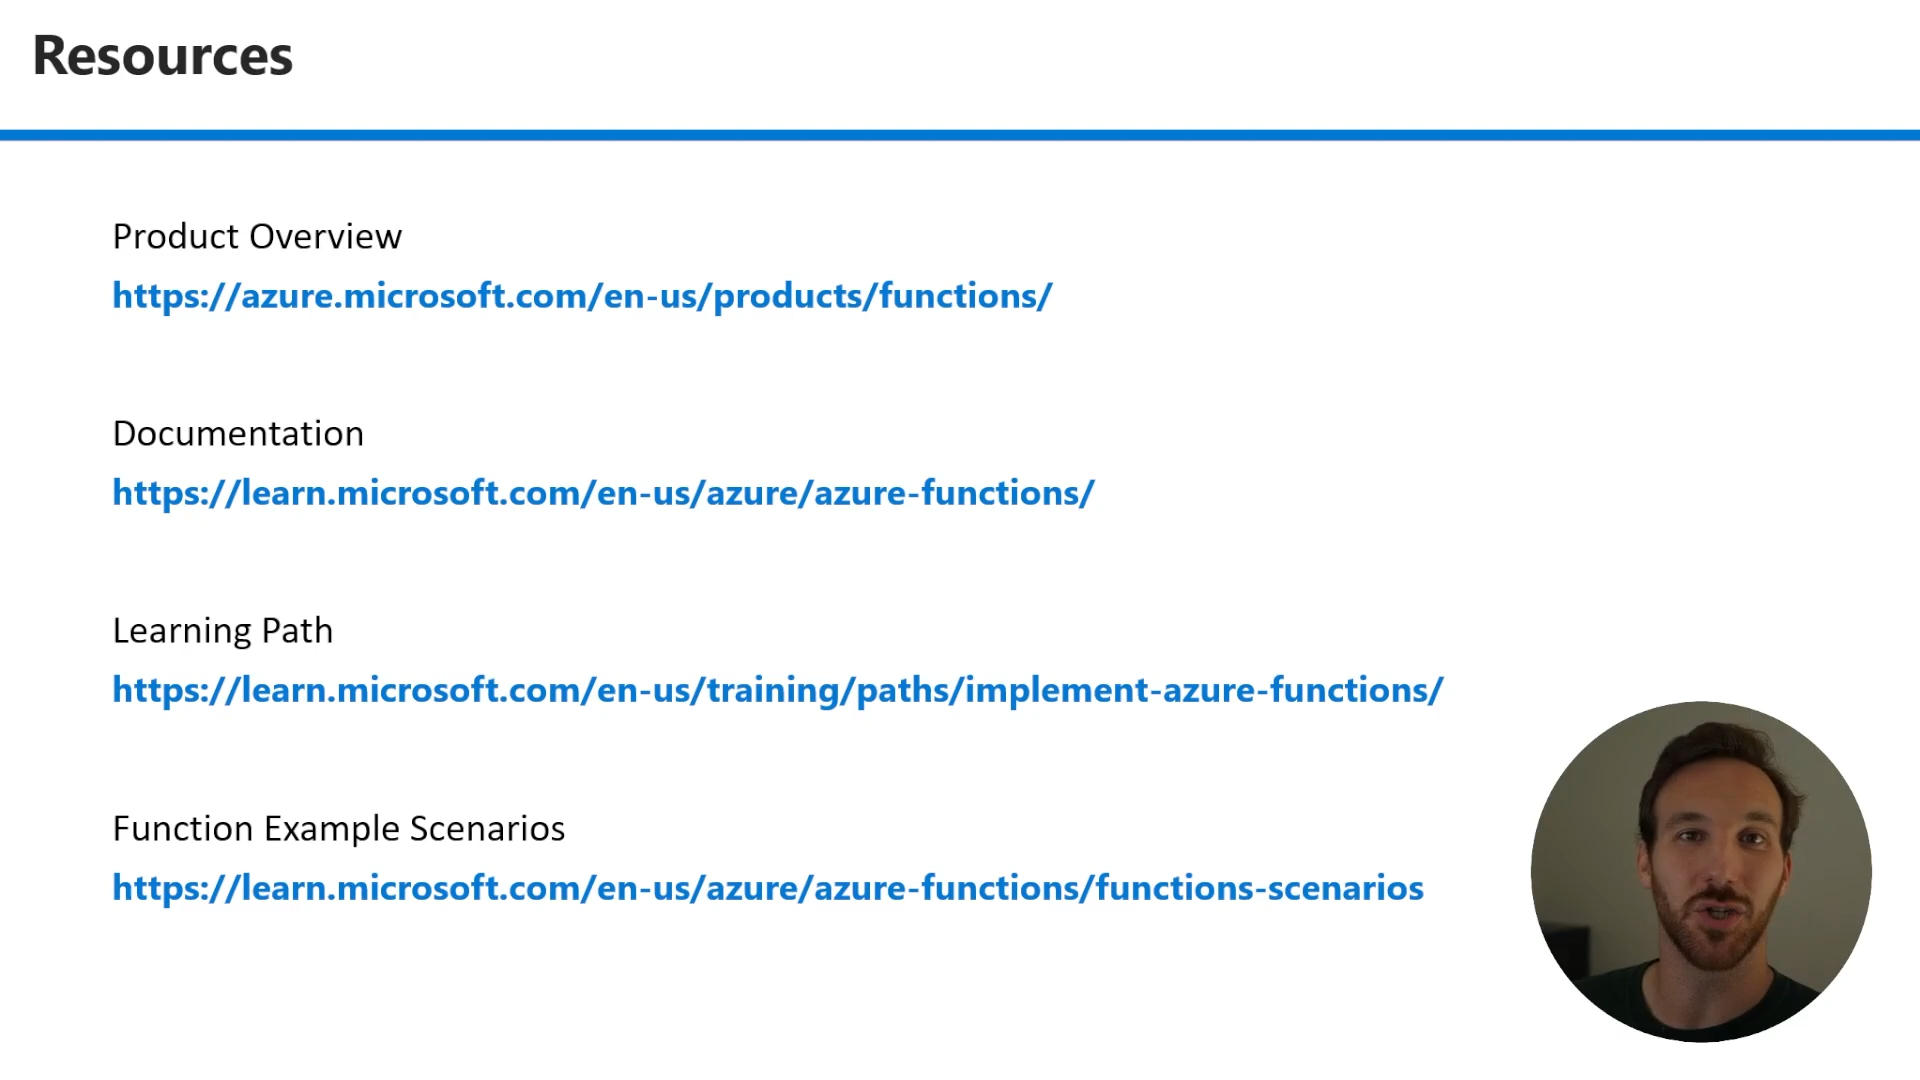 Resources
Product Overview
https://azure.microsoft.com/en-us/products/functions/
Documentation
https://learn.microsoft.com/en-us/azure/azure-functions/
Learning Path
https://learn.microsoft.com/en-us/training/paths/implement-azure-functions/
Function Example Scenarios
https://learn.microsoft.com/en-us/azure/azure-functions/functions-scenarios